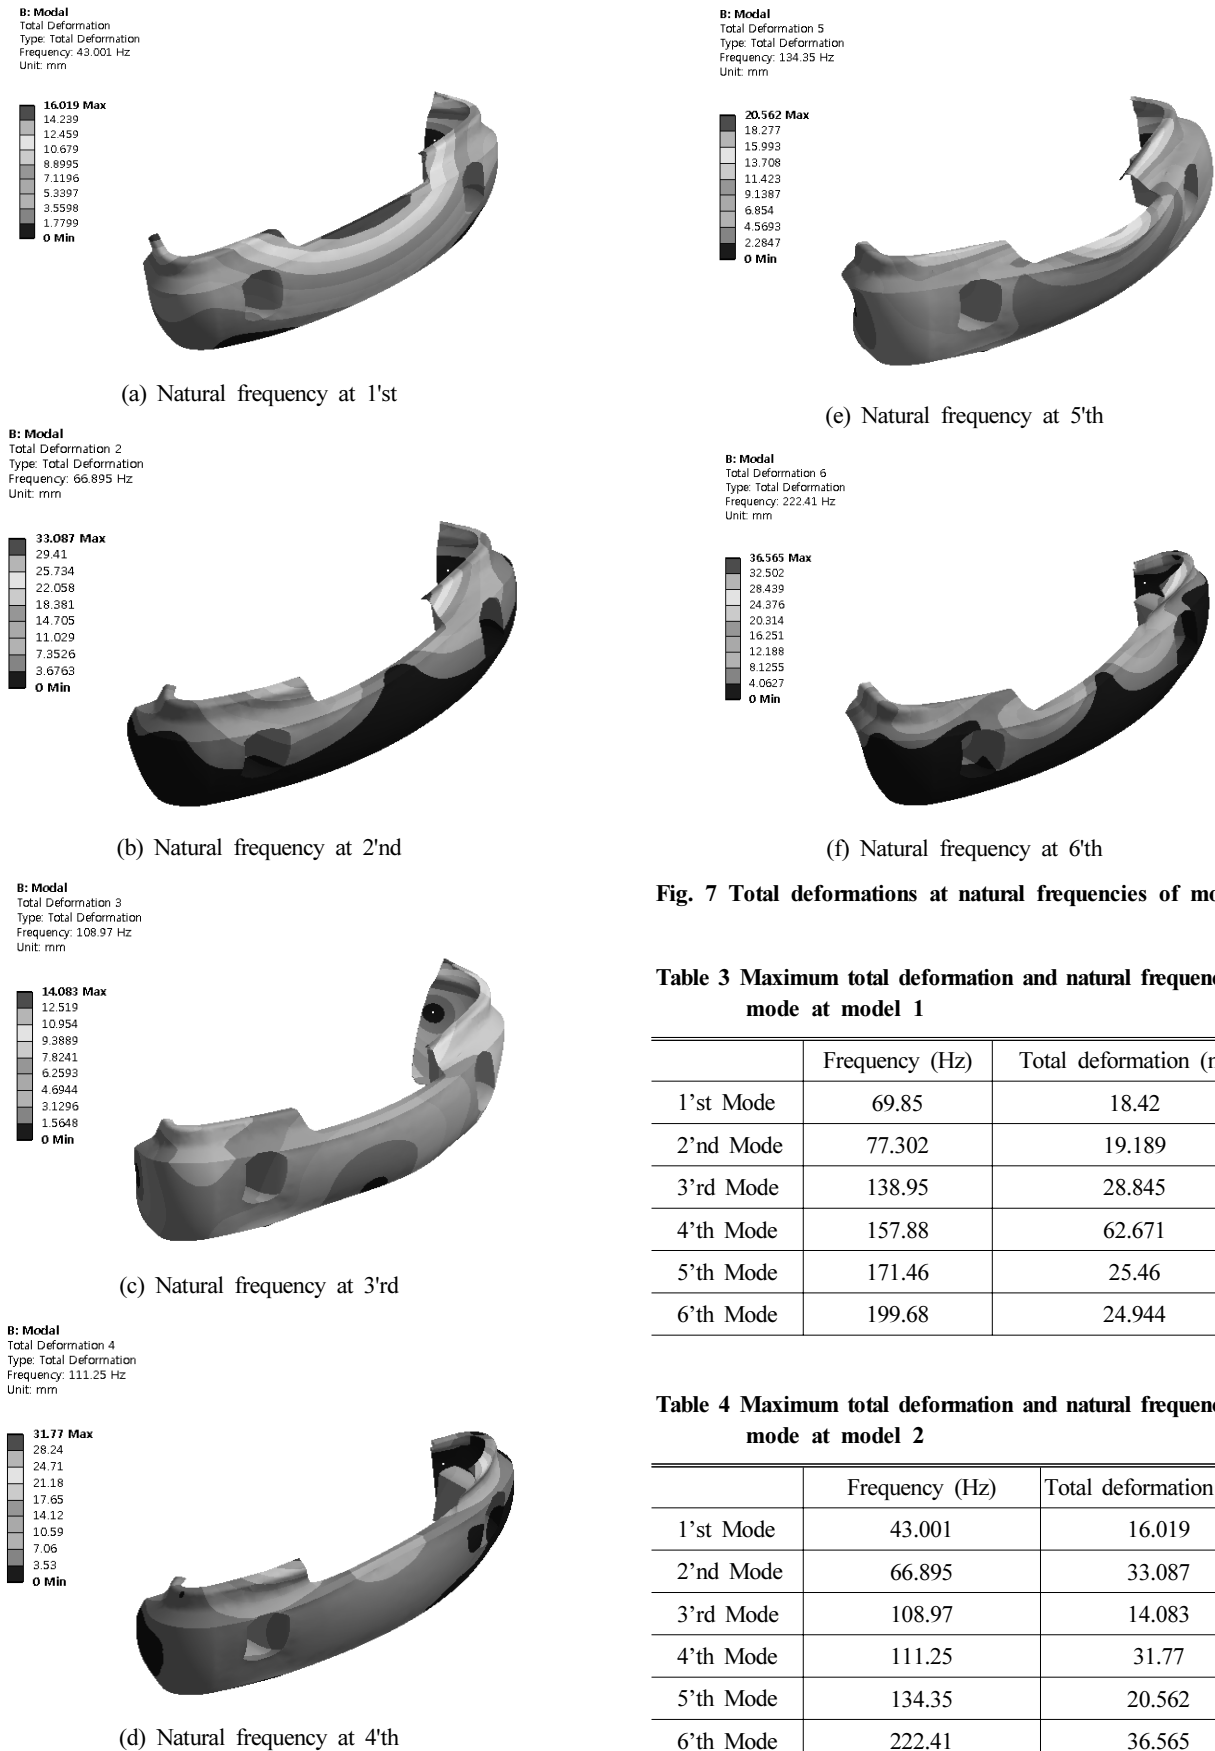 B: Modal
Total Deformation
Type: Total Deformation
Frequency: 43.001 Hz
Unit: mm
16.019 Max
14.239
12.459
10.679
8.8995
7.1196
5.3397
3.5598
1.7799
0 Min
(a) Natural frequency at 1'st
B: Modal
Total Deformation 2
Type: Total Deformation
Frequency: 66.895 Hz
Unit: mm
33.087 Max
29.41
25.734
22.058
18.381
14.705
11.029
7.3526
3.6763
0 Min
(b) Natural frequency at 2'nd
B: Modal
Total Deformation 3
Type: Total Deformation
Frequency: 108.97 Hz
Unit: mm
14.083 Max
12.519
10.954
9.3889
7.8241
6.2593
4.6944
3.1296
1.5648
0 Min
(c) Natural frequency at 3'rd
B: Modal
Total Deformation 4
Type: Total Deformation
Frequency: 111.25 Hz
Unit: mm
31.77 Max
28.24
24.71
21.18
17.65
14.12
10.59
7.06
3.53
0 Min
(d) Natural frequency at 4'th
B: Modal
Total Deformation 5
Type: Total Deformation
Frequency: 134.35 Hz
Unit: mm
20.562 Max
18.277
15.993
13.708
11.423
9.1387
6.854
4.5693
2.2847
0 Min
(e) Natural frequency at 5'th
B: Modal
Total Deformation 6
Type: Total Deformation
Frequency: 222.41 Hz
Unit: mm
36.565 Max
32.502
28.439
24.376
20.314
16.251
12.188
8.1255
4.0627
0 Min
(f) Natural frequency at 6'th
Fig. 7 Total deformations at natural frequencies of mo
Table 3 Maximum total deformation and natural frequen
mode at model 1
Frequency (Hz) Total deformation (
1’st Mode 69.85 18.42
2’nd Mode 77.302 19.189
3’rd Mode 138.95 28.845
4’th Mode 157.88 62.671
5’th Mode 171.46 25.46
6’th Mode 199.68 24.944
Table 4 Maximum total deformation and natural frequen
mode at model 2
Frequency (Hz) Total deformation
1’st Mode 43.001 16.019
2’nd Mode 66.895 33.087
3’rd Mode 108.97 14.083
4’th Mode 111.25 31.77
5’th Mode 134.35 20.562
6’th Mode 222.41 36.565